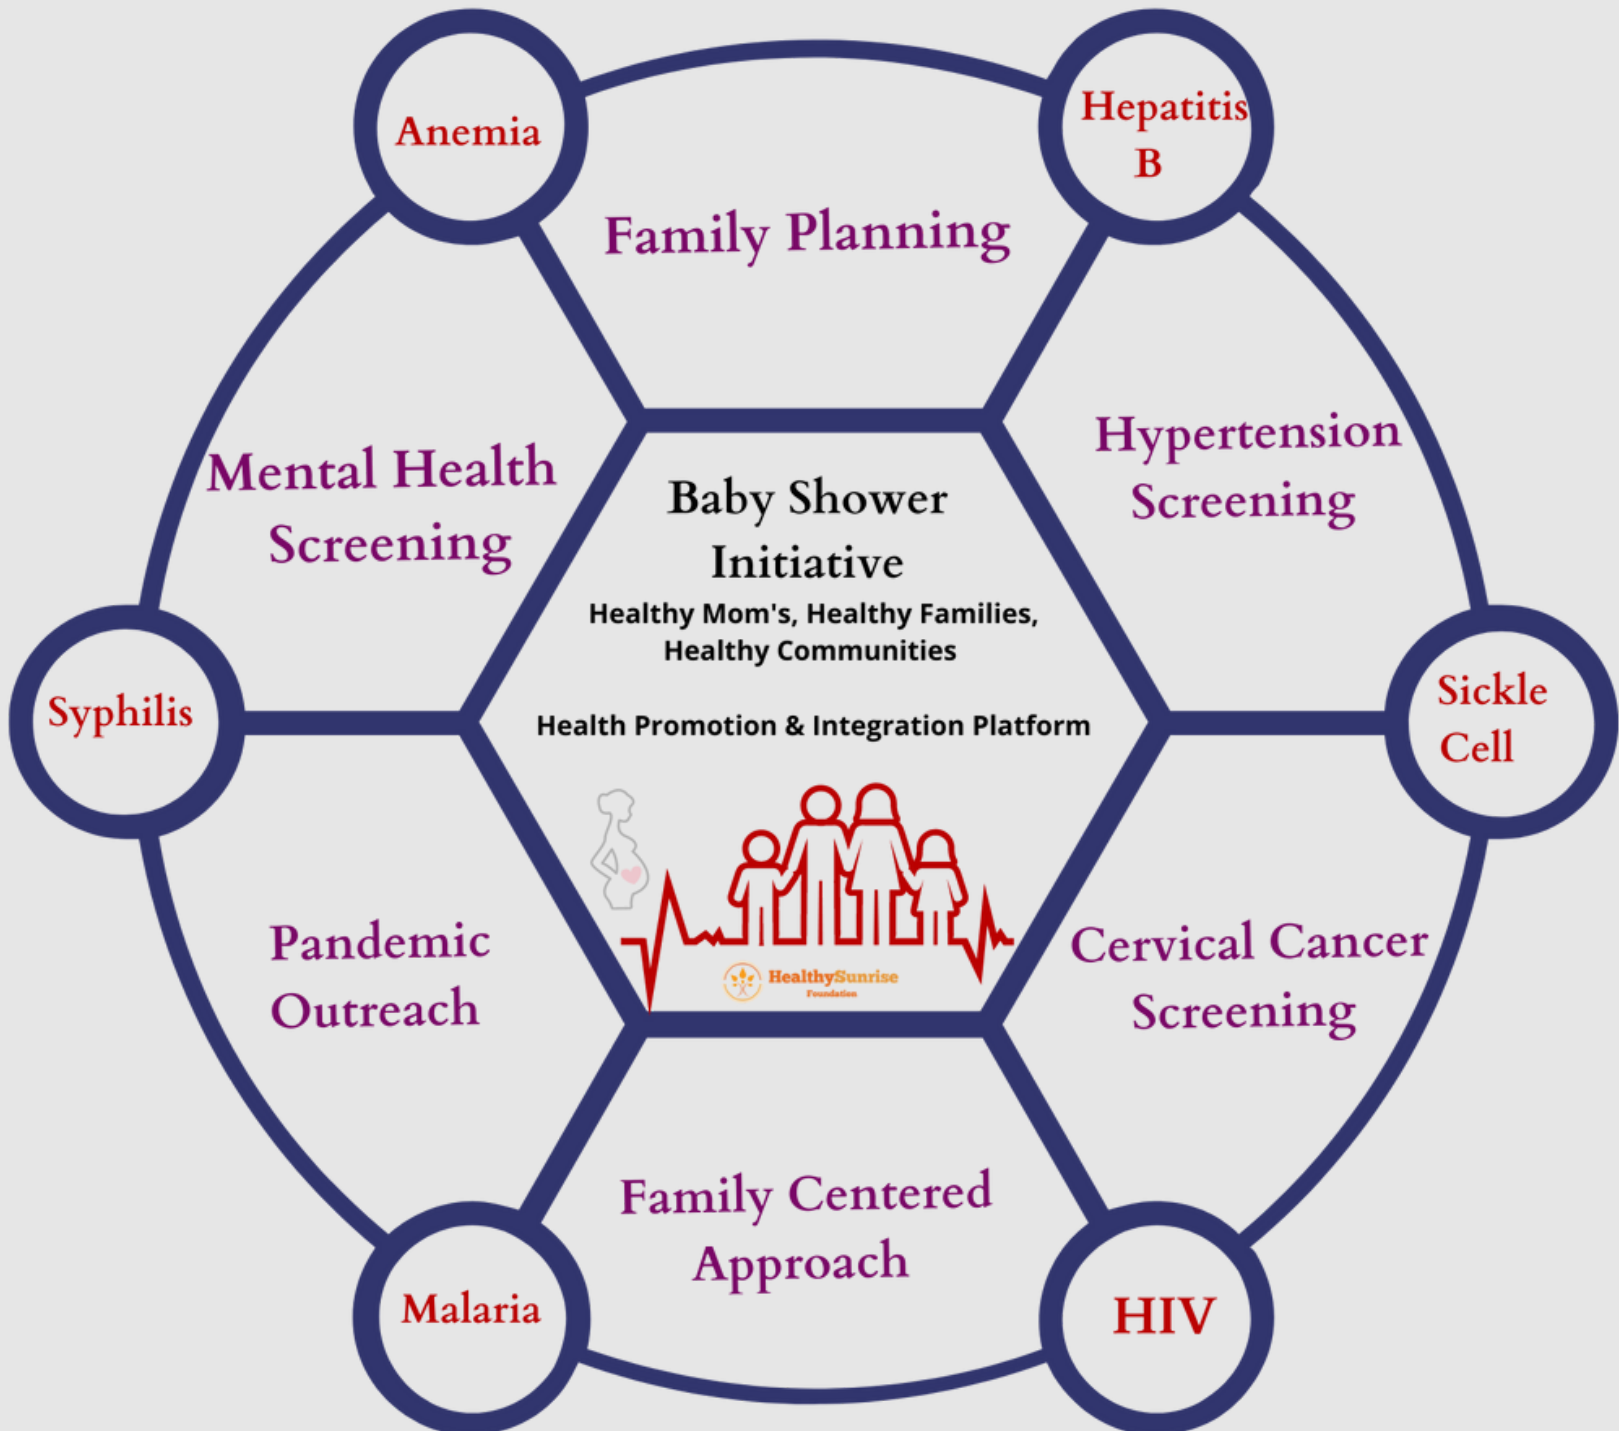 Anemia
Hepatitis
B
Family Planning
Mental Health
Screening
Hypertension
Screening
Baby Shower
Initiative
Healthy Mom's, Healthy Families,
Healthy Communities
Health Promotion & Integration Platform
Syphilis
Sickle
Cell
Pandemic
Outreach
HealthySunrise
Foundation
Cervical Cancer
Screening
Family Centered
Approach
Malaria
HIV